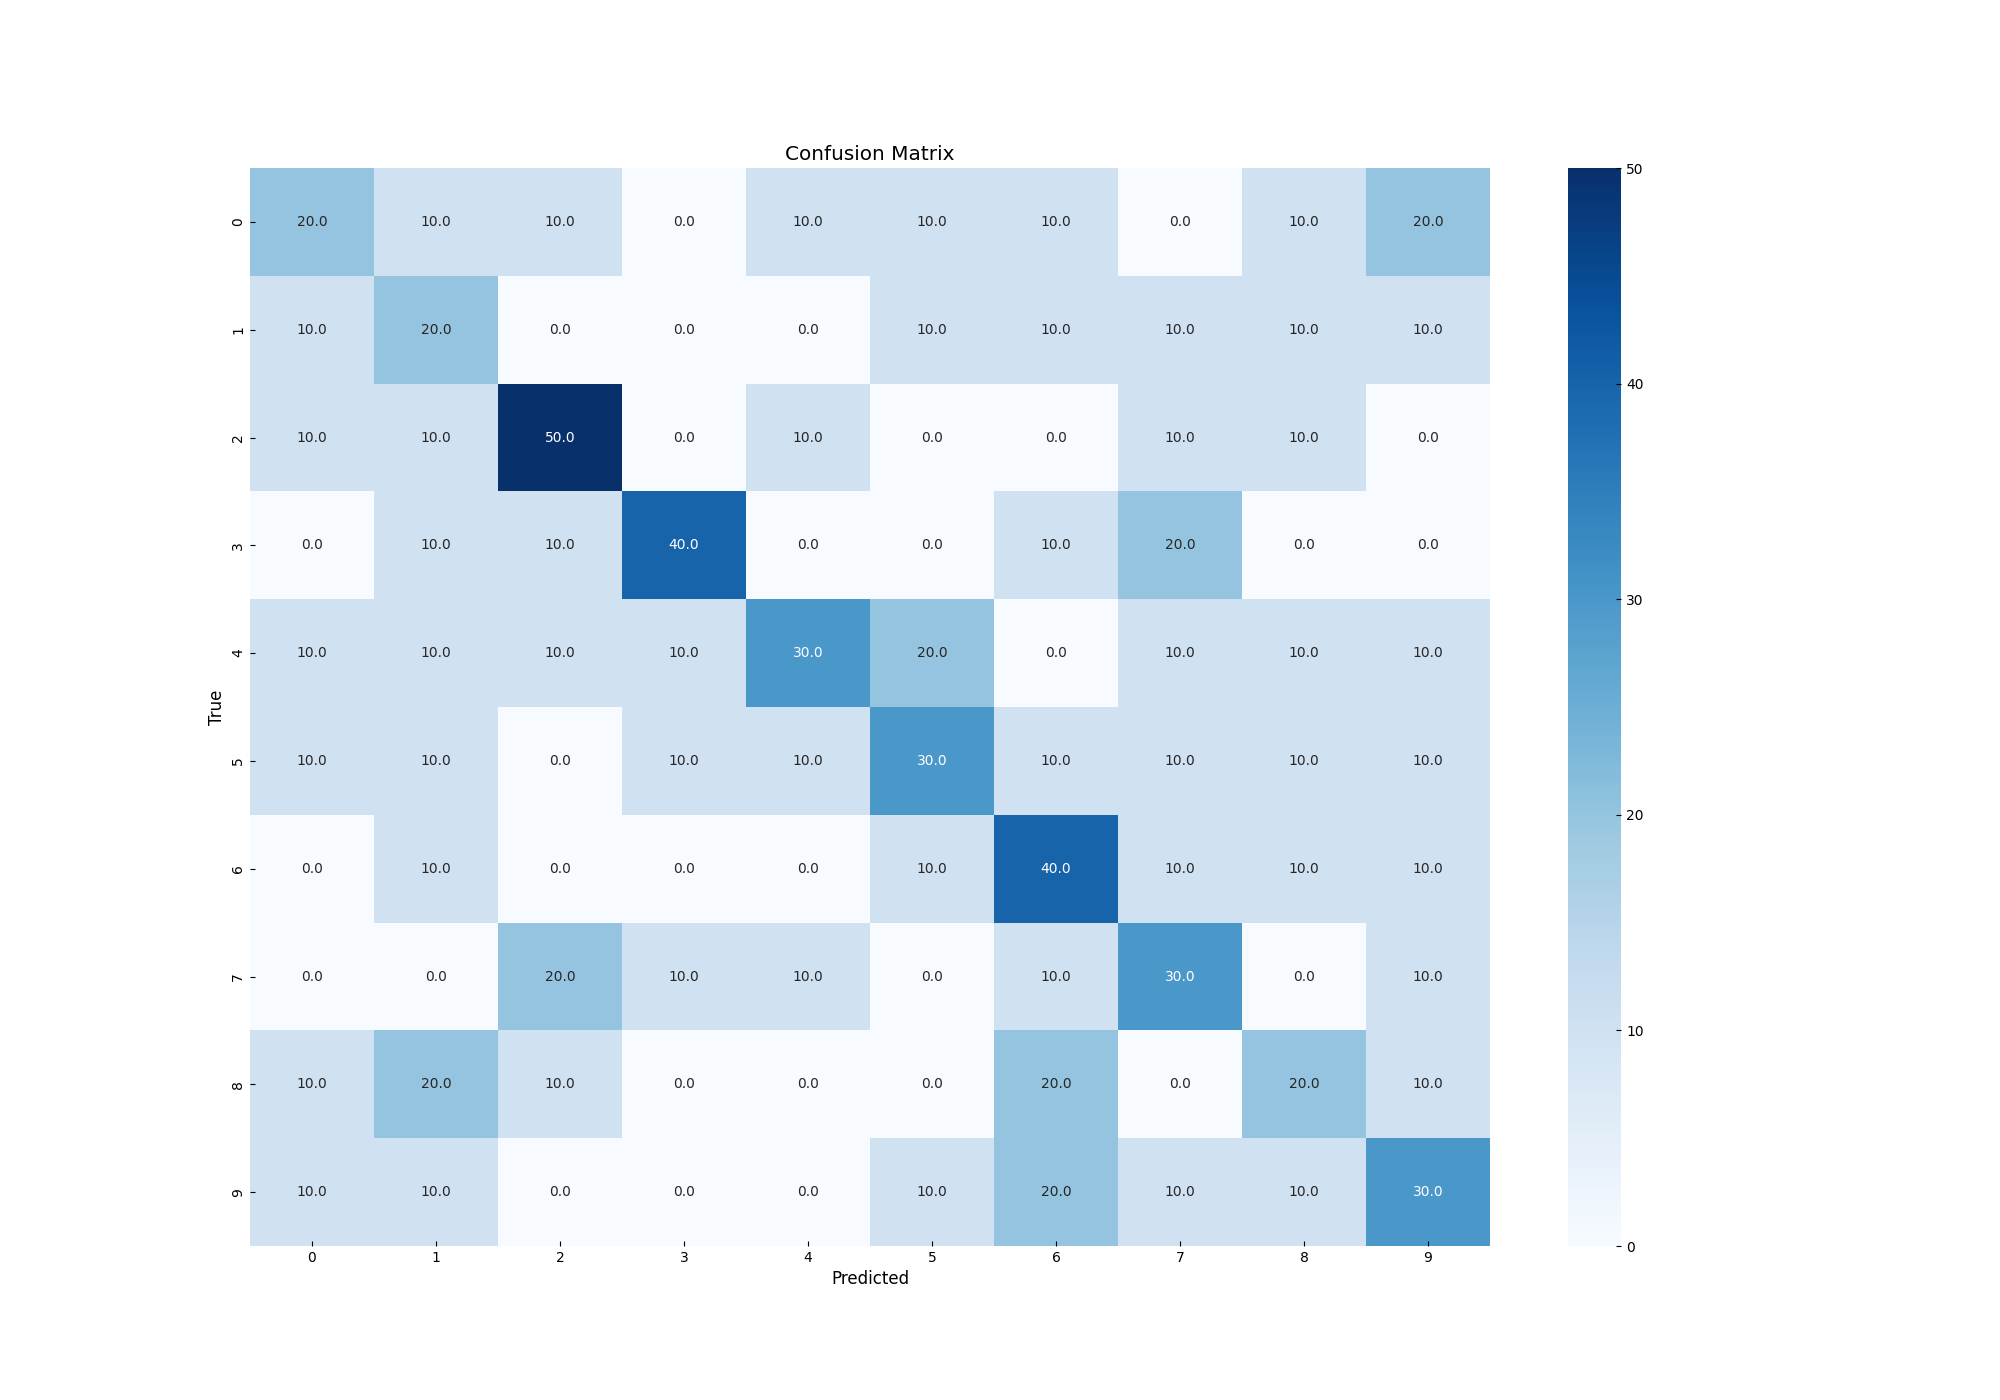 Confusion Matrix
0 20.0 10.0 10.0 0.0 10.0 10.0 10.0 0.0 10.0 20.0
1 10.0 20.0 0.0 0.0 0.0 10.0 10.0 10.0 10.0 10.0
2 10.0 10.0 50.0 0.0 10.0 0.0 0.0 10.0 10.0 0.0
3 0.0 10.0 10.0 40.0 0.0 0.0 10.0 20.0 0.0 0.0
4 10.0 10.0 10.0 10.0 30.0 20.0 0.0 10.0 10.0 10.0
True
5 10.0 10.0 0.0 10.0 10.0 30.0 10.0 10.0 10.0 10.0
6 0.0 10.0 0.0 0.0 0.0 10.0 40.0 10.0 10.0 10.0
7 0.0 0.0 20.0 10.0 10.0 0.0 10.0 30.0 0.0 10.0
8 10.0 20.0 10.0 0.0 0.0 0.0 20.0 0.0 20.0 10.0
9 10.0 10.0 0.0 0.0 0.0 10.0 20.0 10.0 10.0 30.0
0 1 2 3 4 5 6 7 8 9
Predicted
50
40
30
20
10
0